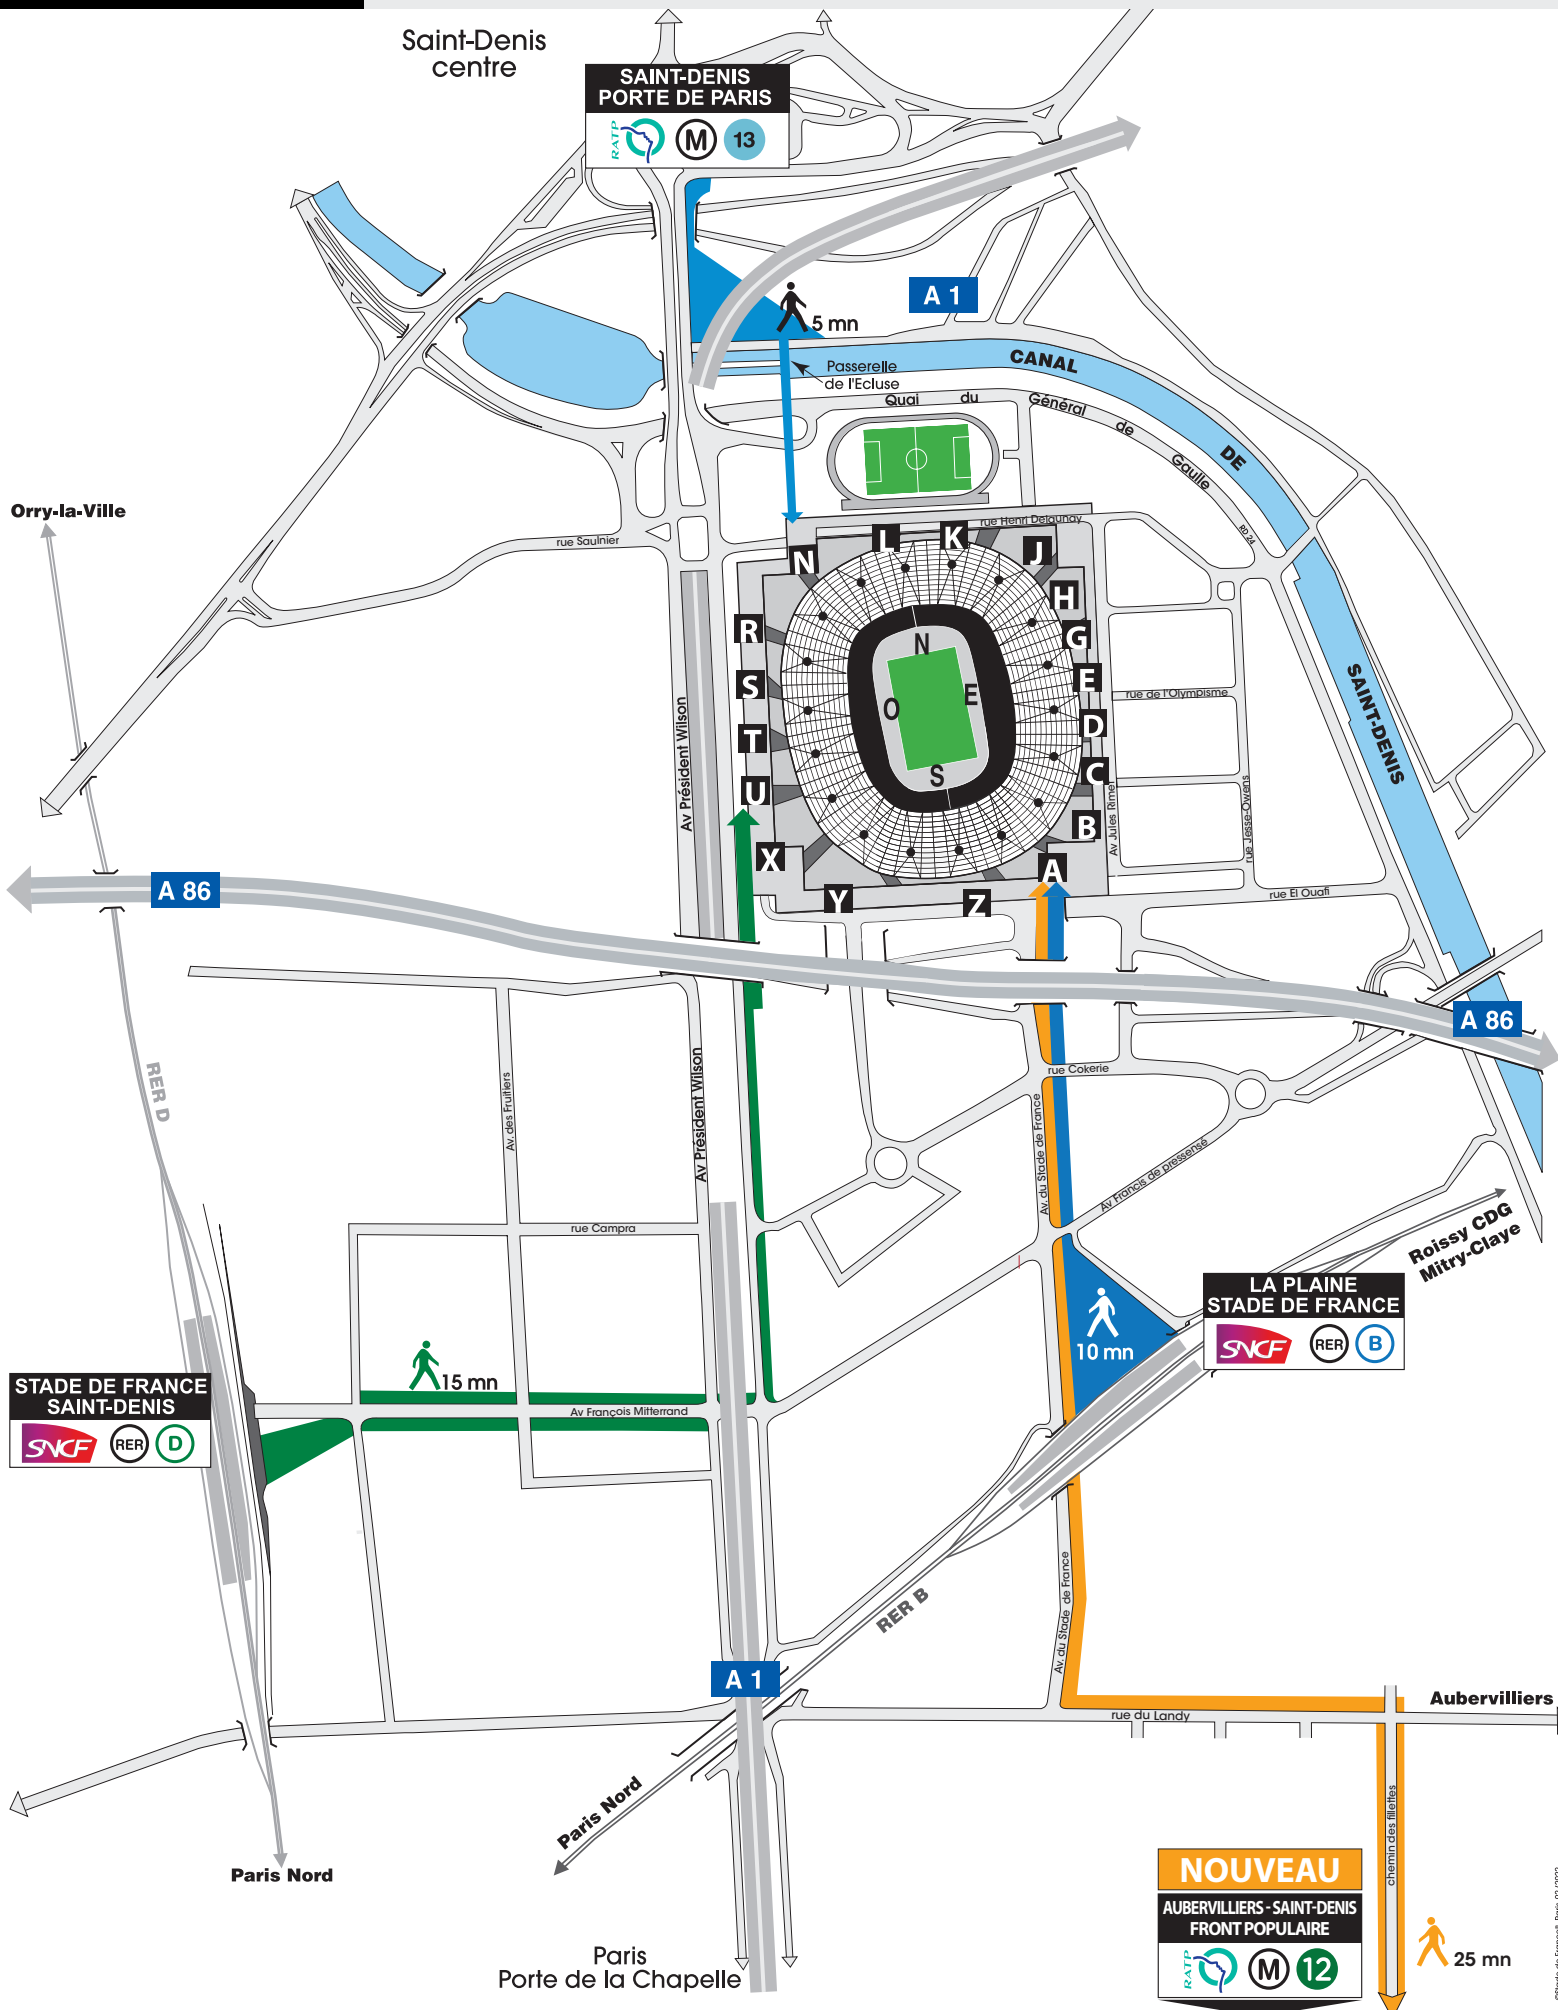 Saint-Denis
centre
SAINT-DENIS
PORTE DE PARIS
RATP
M
13
A 1
5 mn
Passerelle
de l'Ecluse
CANAL
DE
SAINT-DENIS
Quai du Général de Gaulle
RD 24
Orry-la-Ville
rue Saulnier
rue Henri Delaunay
N
L
K
J
H
G
E
D
C
B
A
Z
Y
X
U
T
S
R
N
O
E
S
rue de l'Olympisme
Av Président Wilson
Av Jules Rimet
rue Jesse-Owens
rue El Ouafi
A 86
A 86
RER D
Av. des Fruitiers
Av Président Wilson
rue Cokerie
Av. du Stade de France
Av Francis de pressensé
rue Campra
Roissy CDG
Mitry-Claye
LA PLAINE
STADE DE FRANCE
SNCF
RER
B
10 mn
STADE DE FRANCE
SAINT-DENIS
SNCF
RER
D
15 mn
Av François Mitterrand
RER B
Av. du Stade de France
A 1
Aubervilliers
rue du Landy
Paris Nord
Paris Nord
chemin des fillettes
NOUVEAU
AUBERVILLIERS - SAINT-DENIS
FRONT POPULAIRE
RATP
M
12
25 mn
Paris
Porte de la Chapelle